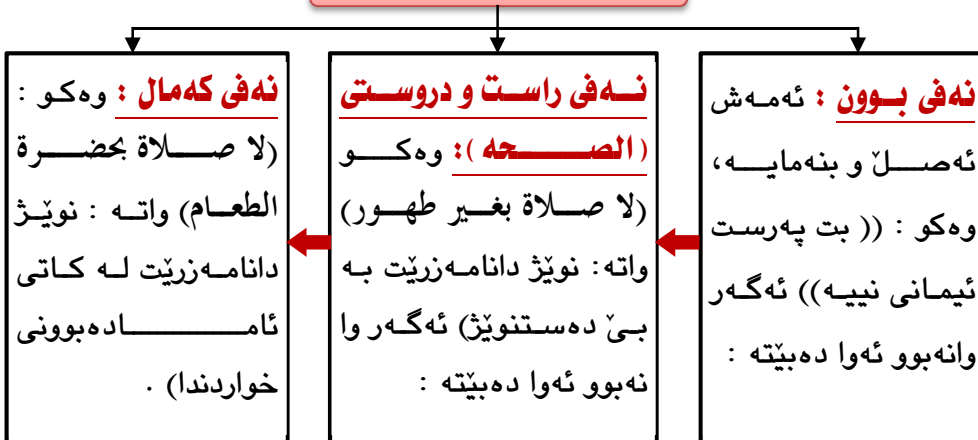 نەفی بوون : ئەمەش
ئەصڵ و بنەمایە،
وەکو : (( بت پەرست
ئیمانی نییە)) ئەگەر
وانەبوو ئەوا دەبێتە :
نەفی راست و دروستی
(الصحه): وەکو
(لا صلاة بغير طهور)
واتە: نوێژ دانامەزرێت بە
بێ دەستنوێژ) ئەگەر وا
نەبوو ئەوا دەبێتە :
نەفی کەمال : وەکو :
(لا صلاة بحضرة
الطعام) واتە : نوێژ
دانامەزرێت لە کاتی
ئامادەبوونی
خواردندا) .